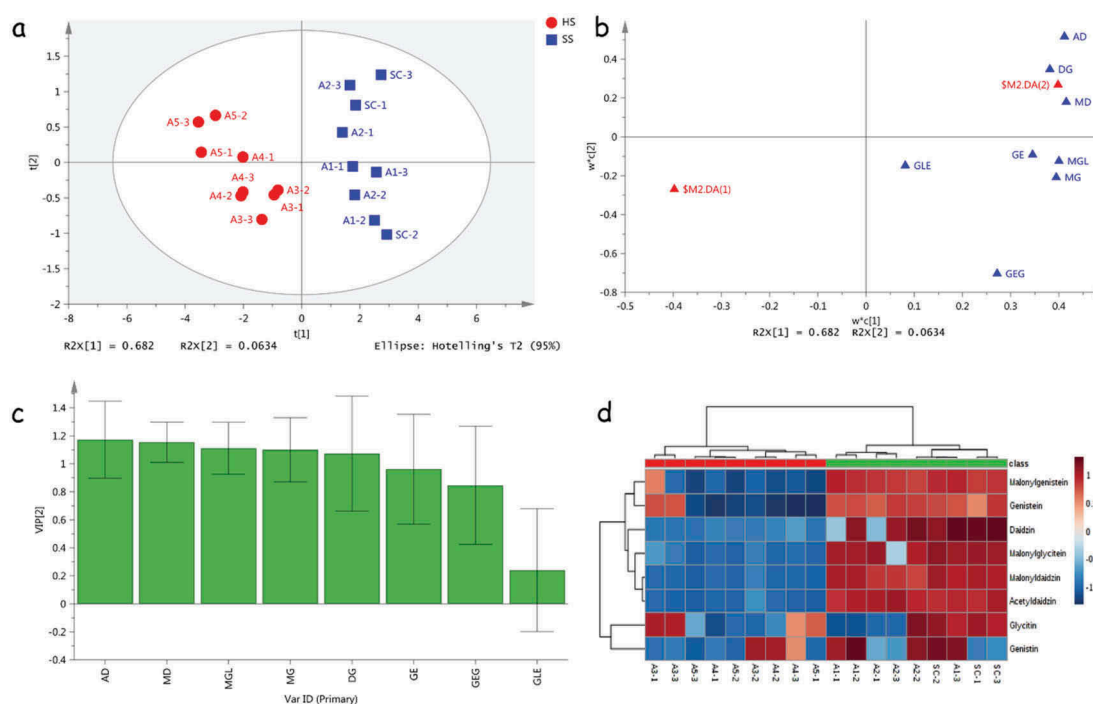 a
HS
SS
1.5
1
0.5
0
-0.5
-1
-1.5
-2
t[2]
A5-3
A5-2
A5-1
A4-1
A4-3
A4-2
A3-2
A3-1
A3-3
A2-3
SC-3
SC-1
A2-1
A1-1
A1-3
A2-2
A1-2
SC-2
-8
-6
-4
-2
0
2
4
6
8
t[1]
R2X[1] = 0.682 R2X[2] = 0.0634 Ellipse: Hotelling's T2 (95%)
b
w*c[2]
0.4
0.2
0
-0.2
-0.4
-0.6
-0.8
AD
DG
$M2.DA(2)
MD
GE
MGL
GLE
MG
$M2.DA(1)
GEG
-0.5
-0.4
-0.3
-0.2
-0.1
0
0.1
0.2
0.3
0.4
w*c[1]
R2X[1] = 0.682 R2X[2] = 0.0634
c
VIP[2]
1.4
1.2
1
0.8
0.6
0.4
0.2
0
-0.2
-0.4
AD
MD
MGL
MG
DG
GE
GEG
GLE
Var ID (Primary)
d
class
Malonylgenistein
Genistein
Daidzin
Malonylglycitein
Malonyldaidzin
Acetyldaidzin
Glycitin
Genistin
1
0.5
0
-0.5
-1
A3-1
A3-3
A5-3
A4-1
A5-2
A3-2
A4-2
A4-3
A5-1
A1-1
A1-2
A2-1
A2-3
A2-2
SC-2
A1-3
SC-1
SC-3